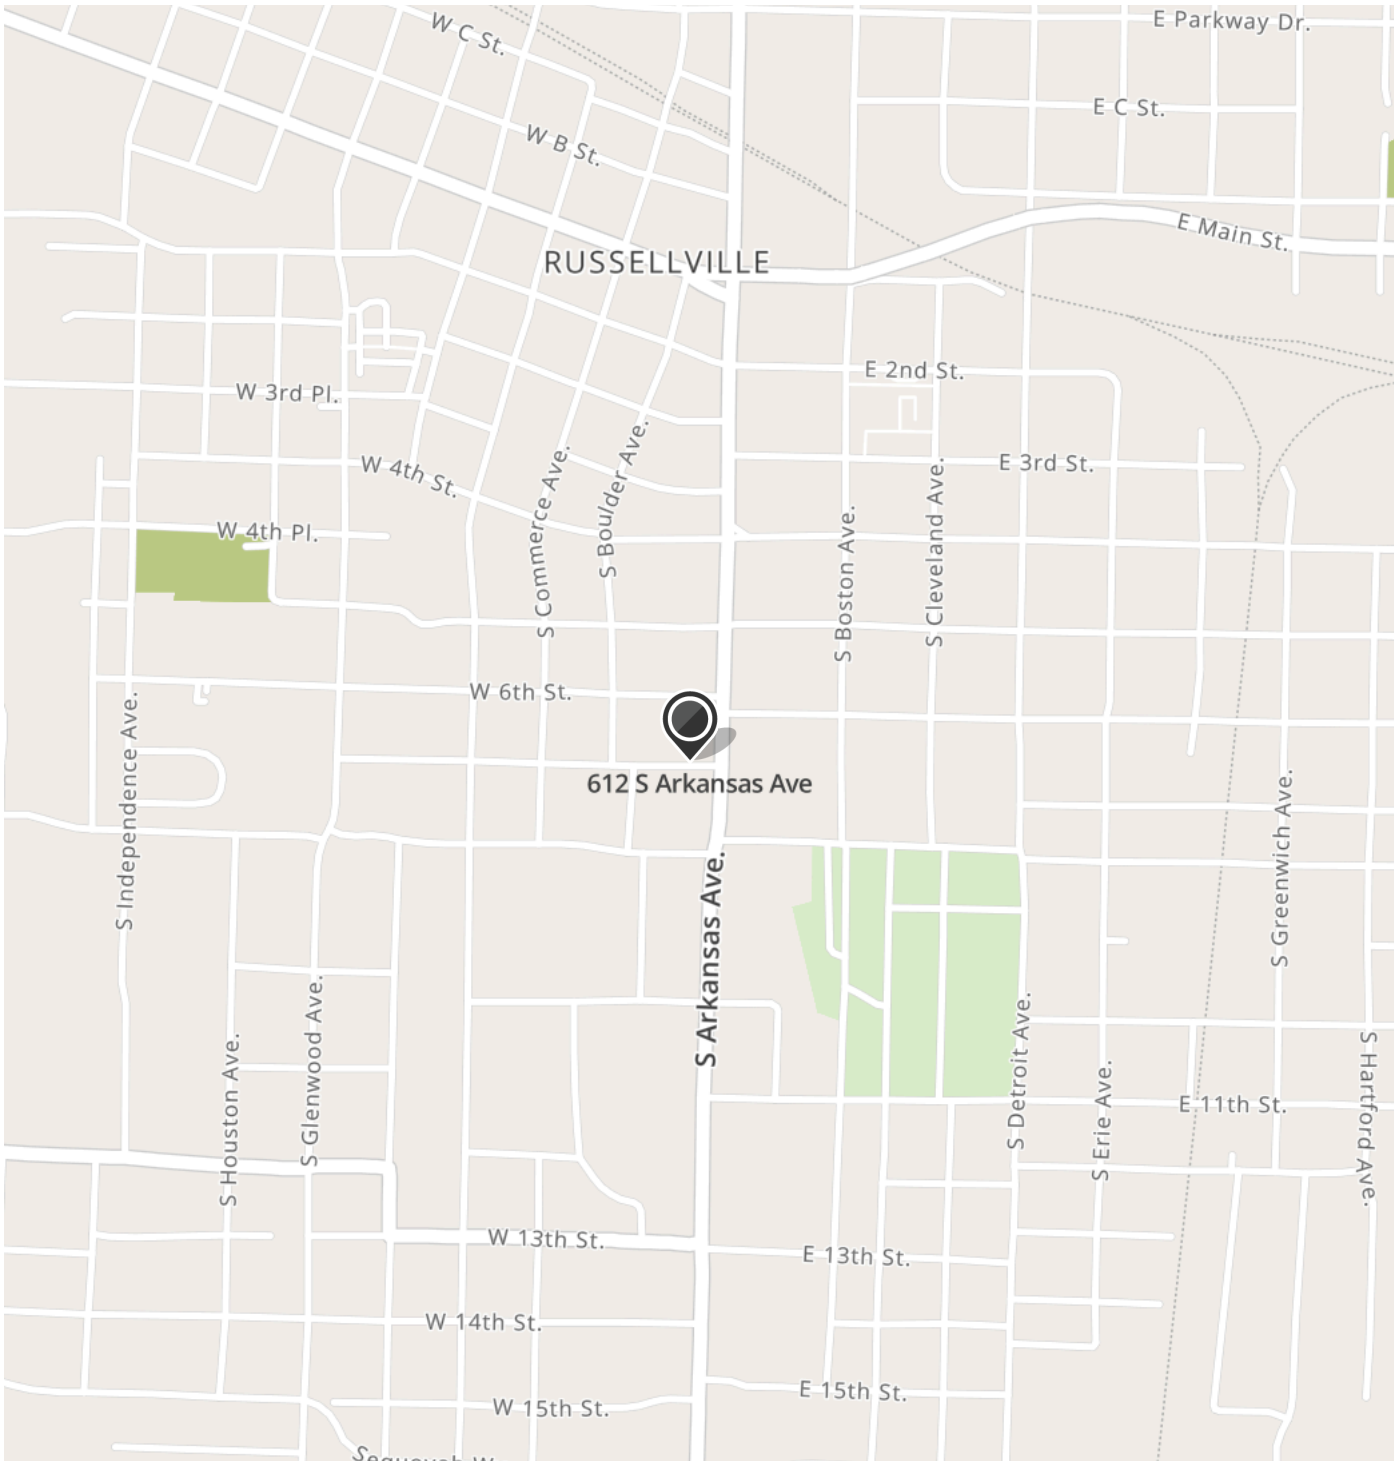 E Parkway Dr.
W C St.
E C St.
W B St.
E Main St.
RUSSELLVILLE
E 2nd St.
W 3rd Pl.
S Boulder Ave.
S Commerce Ave.
W 4th St.
E 3rd St.
S Cleveland Ave.
S Boston Ave.
W 4th Pl.
W 6th St.
S Independence Ave.
612 S Arkansas Ave
S Greenwich Ave.
S Arkansas Ave.
S Glenwood Ave.
S Detroit Ave.
S Houston Ave.
S Erie Ave.
S Hartford Ave.
E 11th St.
W 13th St.
E 13th St.
W 14th St.
E 15th St.
W 15th St.